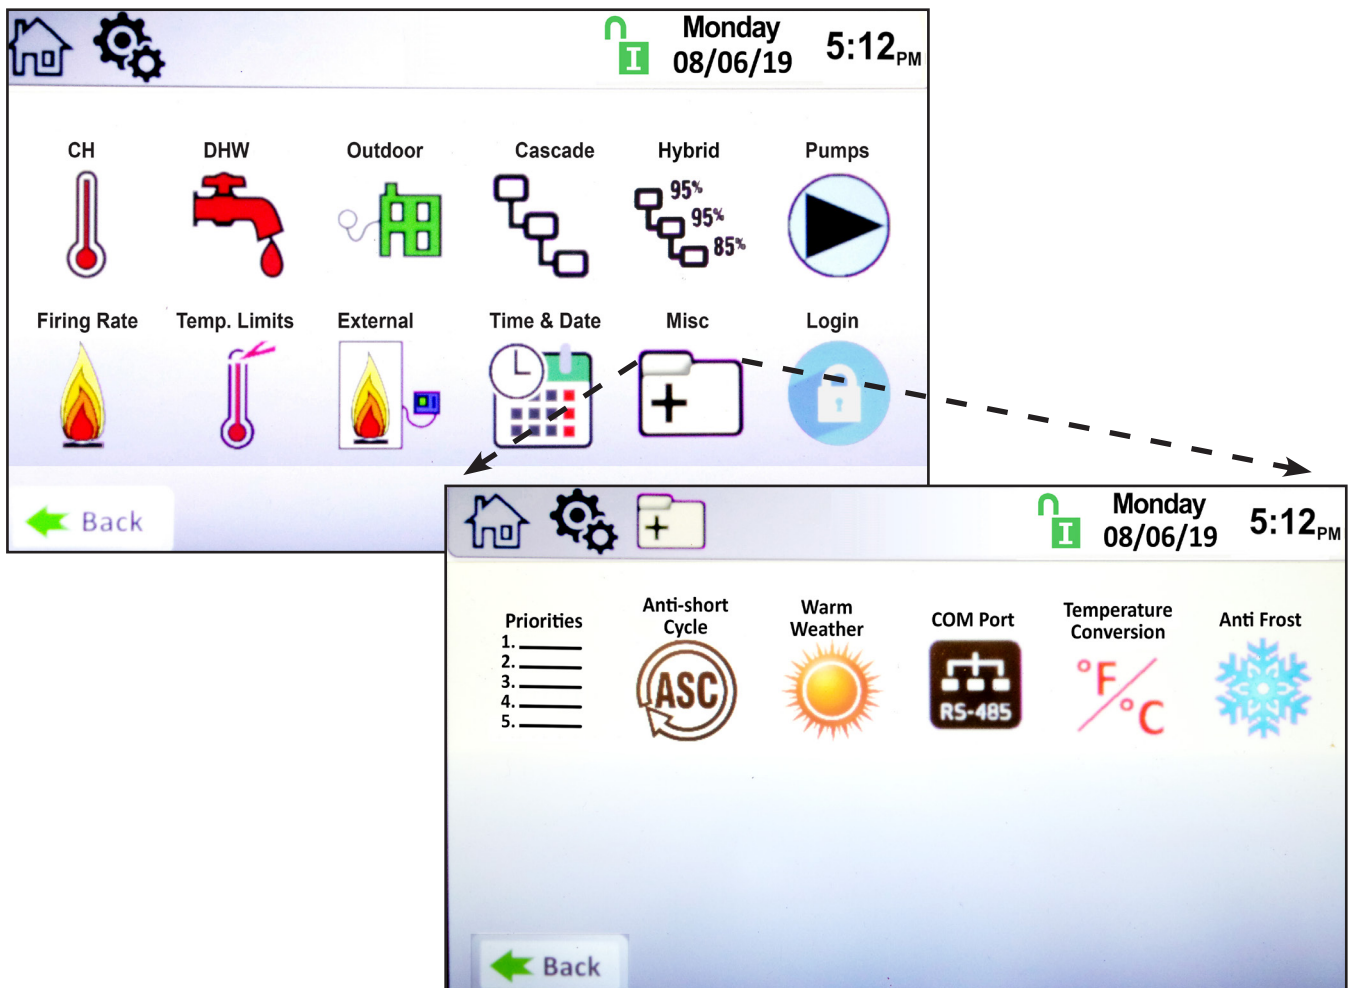 Monday
08/06/19
5:12PM
CH
DHW
Outdoor
Cascade
Hybrid
Pumps
95%
95%
85%
Firing Rate
Temp. Limits
External
Time & Date
Misc
Login
Back
I
Monday
08/06/19
5:12PM
I
Priorities
1.
2.
3.
4.
5.
Anti-short
Cycle
ASC
Warm
Weather
COM Port
RS-485
Temperature
Conversion
°F/°C
Anti Frost
Back